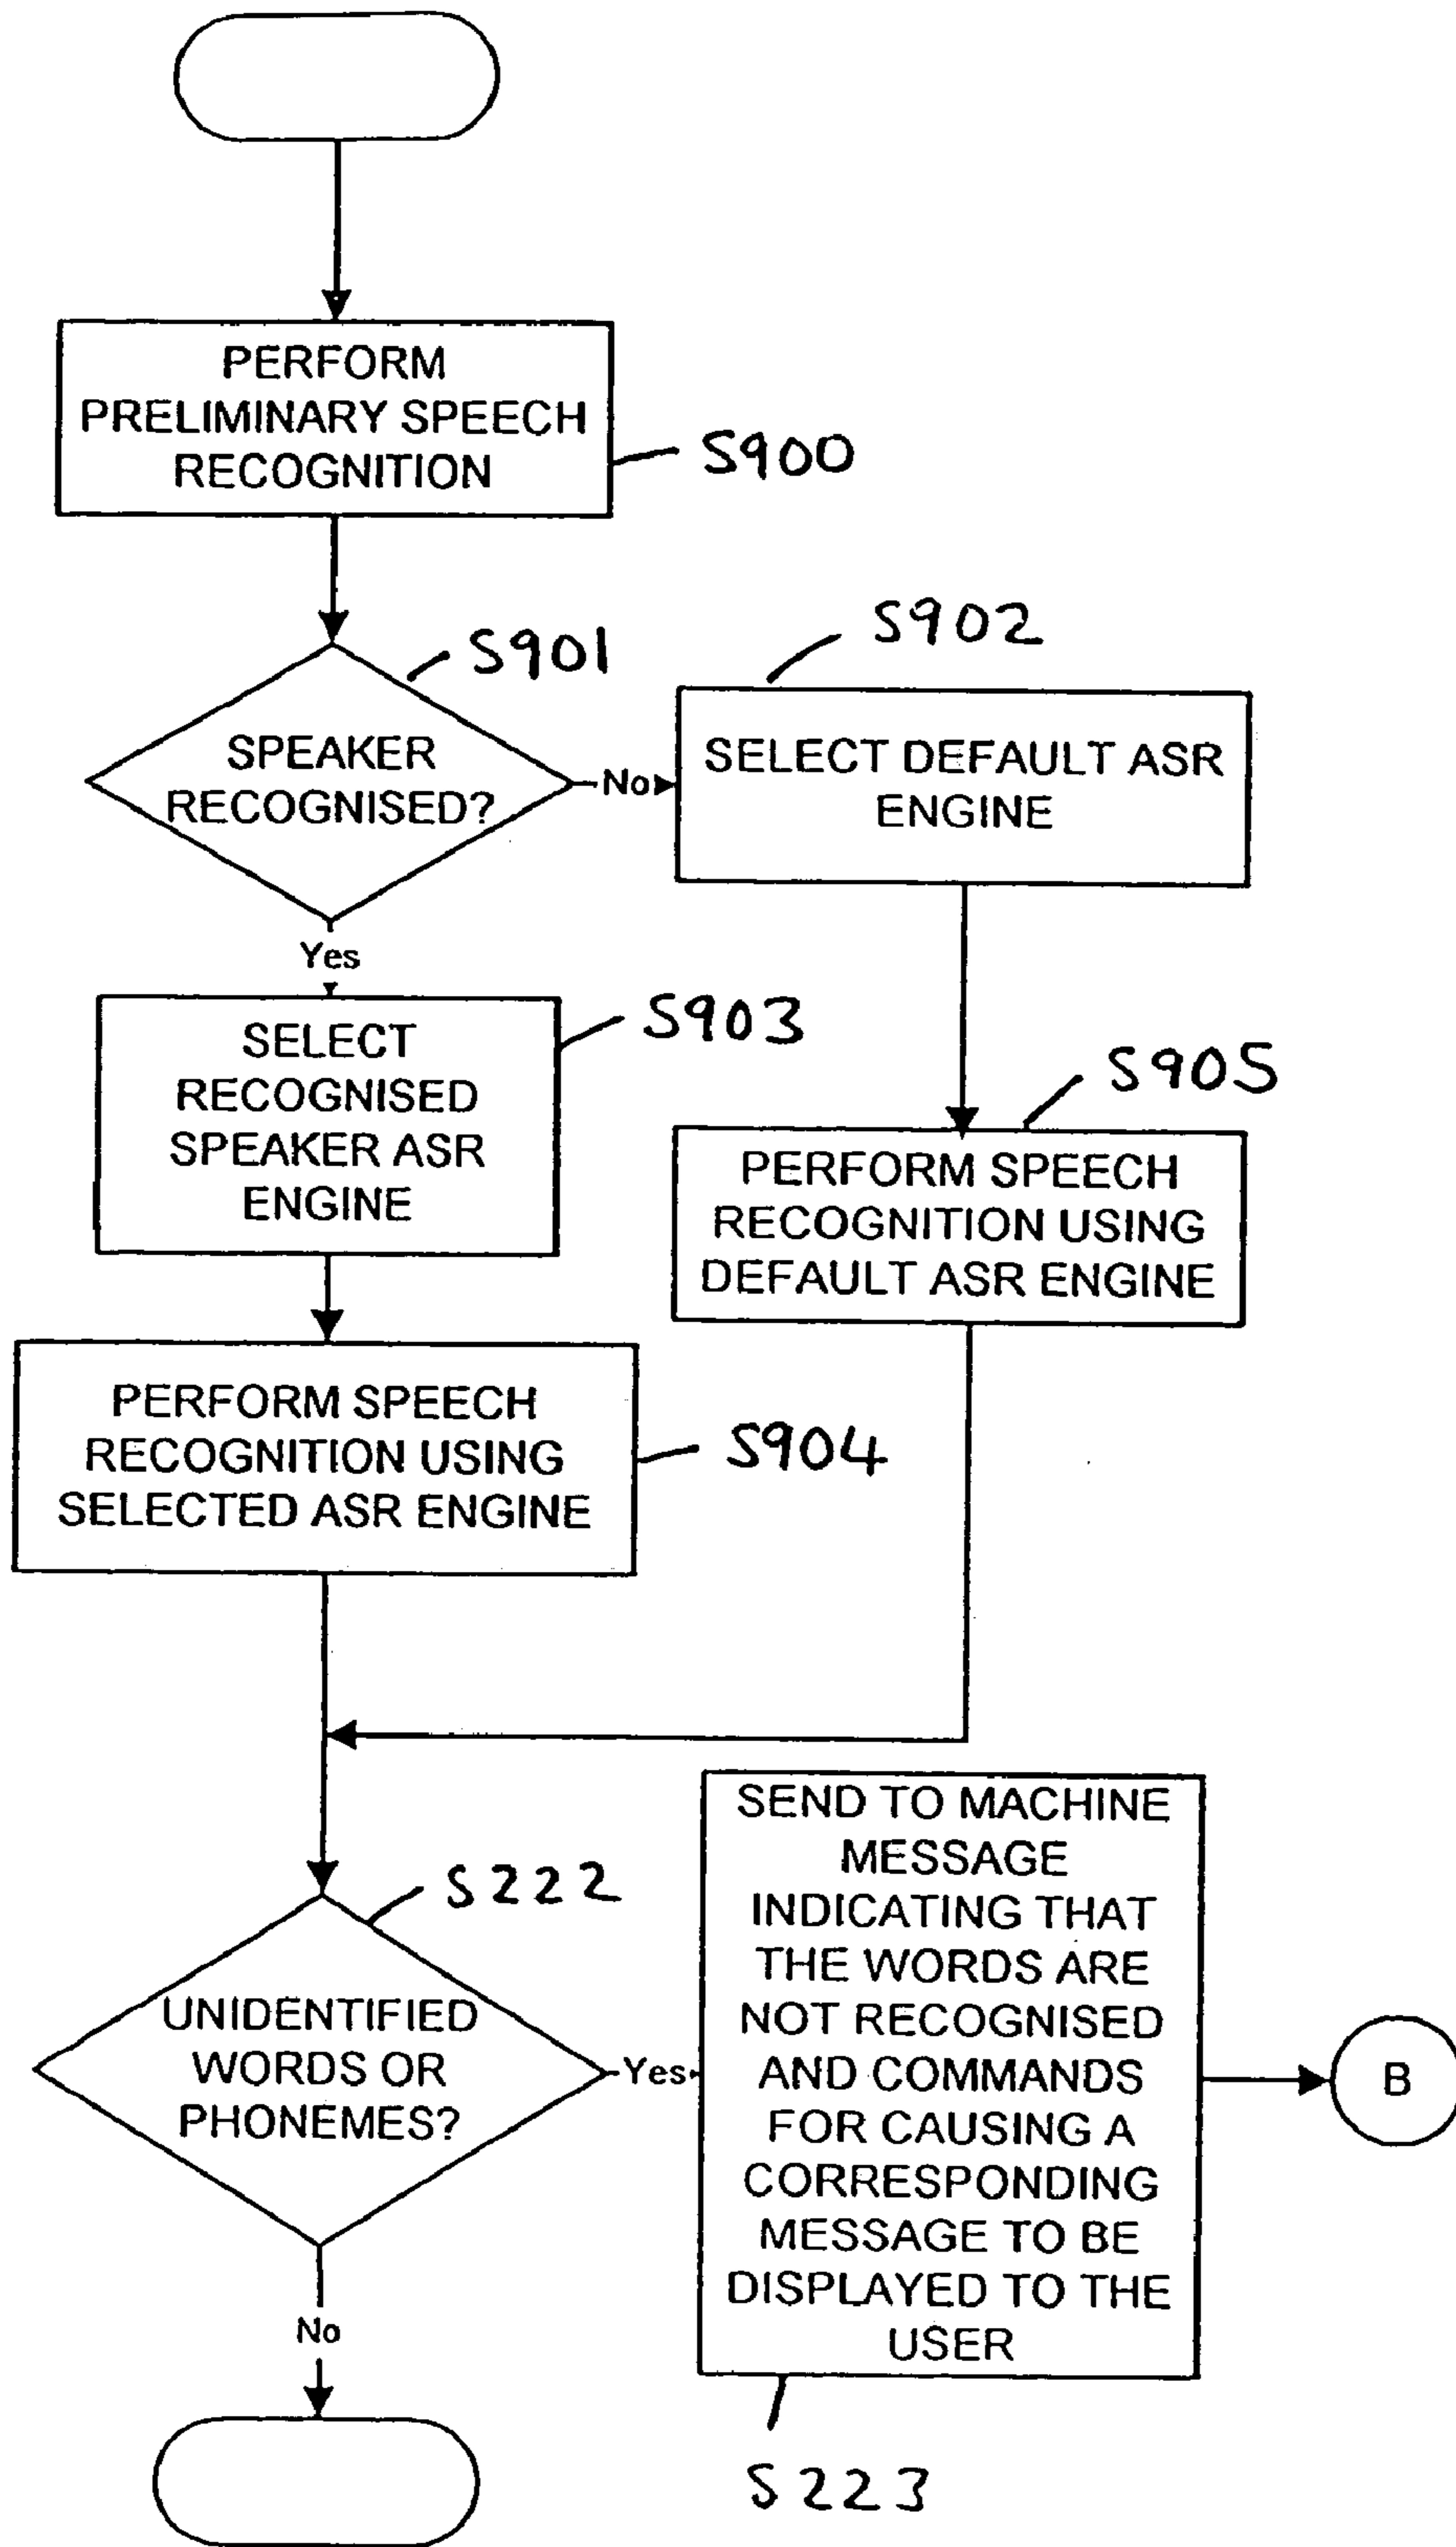 PERFORM
PRELIMINARY SPEECH
RECOGNITION
S900
S901
SPEAKER
RECOGNISED?
No
S902
SELECT DEFAULT ASR
ENGINE
Yes
SELECT
RECOGNISED
SPEAKER ASR
ENGINE
S903
S905
PERFORM SPEECH
RECOGNITION USING
DEFAULT ASR ENGINE
PERFORM SPEECH
RECOGNITION USING
SELECTED ASR ENGINE
S904
S222
UNIDENTIFIED
WORDS OR
PHONEMES?
Yes
SEND TO MACHINE
MESSAGE
INDICATING THAT
THE WORDS ARE
NOT RECOGNISED
AND COMMANDS
FOR CAUSING A
CORRESPONDING
MESSAGE TO BE
DISPLAYED TO THE
USER
B
No
S223